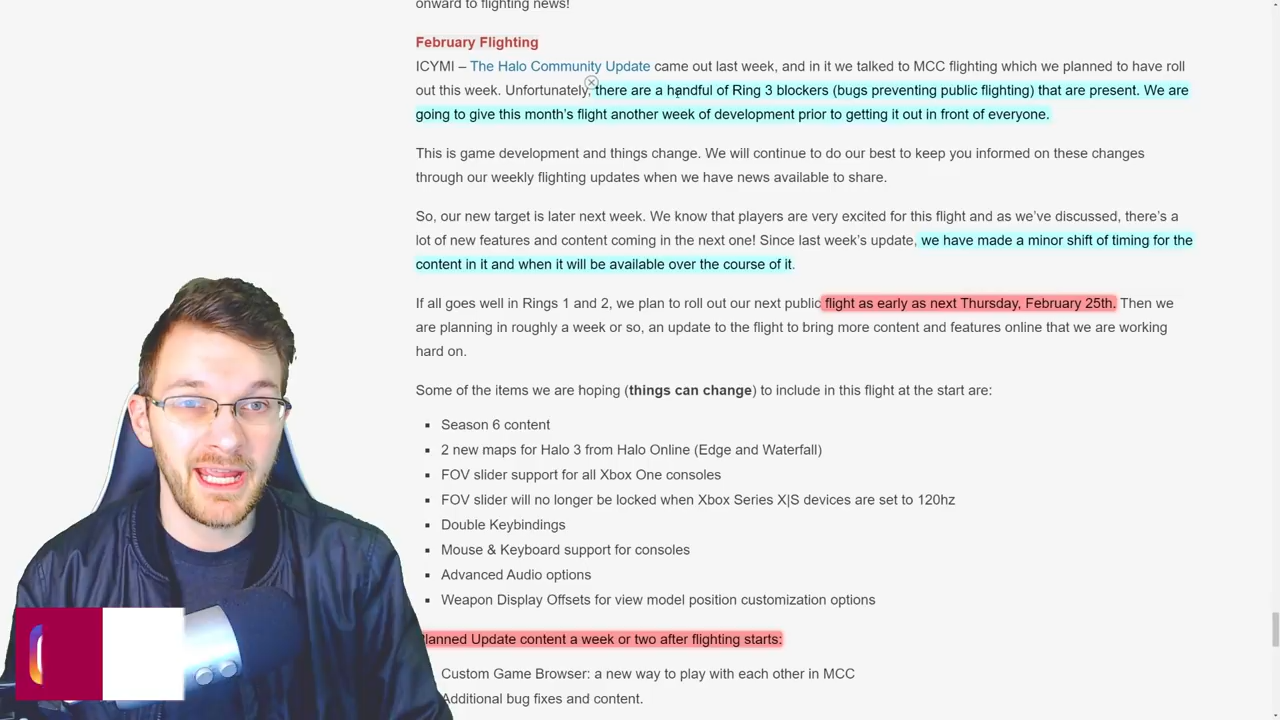 onward to flighting news!
February Flighting
ICYMI – The Halo Community Update came out last week, and in it we talked to MCC flighting which we planned to have roll
out this week. Unfortunately, there are a handful of Ring 3 blockers (bugs preventing public flighting) that are present. We are
going to give this month's flight another week of development prior to getting it out in front of everyone.
This is game development and things change. We will continue to do our best to keep you informed on these changes
through our weekly flighting updates when we have news available to share.
So, our new target is later next week. We know that players are very excited for this flight and as we've discussed, there's a
lot of new features and content coming in the next one! Since last week's update, we have made a minor shift of timing for the
content in it and when it will be available over the course of it.
If all goes well in Rings 1 and 2, we plan to roll out our next public flight as early as next Thursday, February 25th. Then we
are planning in roughly a week or so, an update to the flight to bring more content and features online that we are working
hard on.
Some of the items we are hoping (things can change) to include in this flight at the start are:
Season 6 content
2 new maps for Halo 3 from Halo Online (Edge and Waterfall)
FOV slider support for all Xbox One consoles
FOV slider will no longer be locked when Xbox Series X|S devices are set to 120hz
Double Keybindings
Mouse & Keyboard support for consoles
Advanced Audio options
Weapon Display Offsets for view model position customization options
Planned Update content a week or two after flighting starts:
Custom Game Browser: a new way to play with each other in MCC
Additional bug fixes and content.